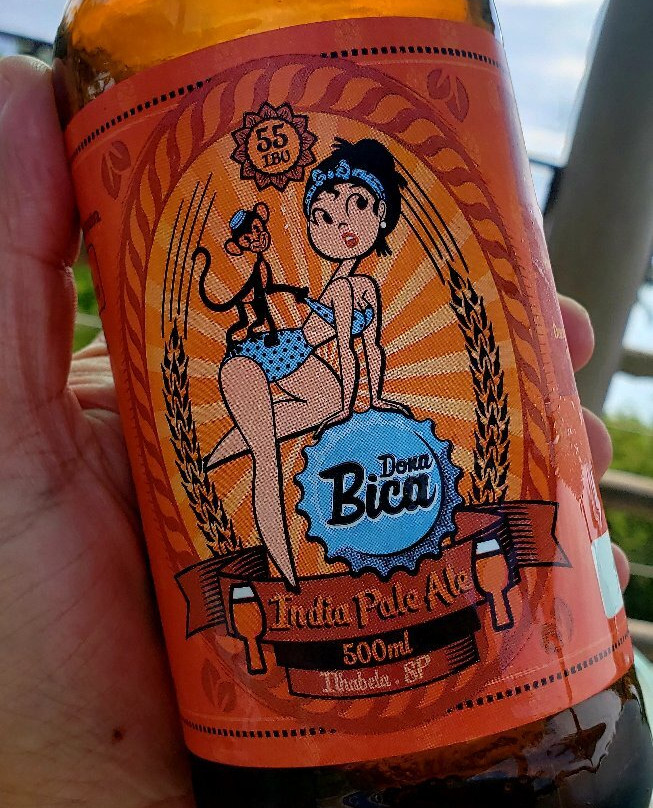 55
IBU
Dona
Bica
India Pale Ale
500ml
Ilhabela . SP